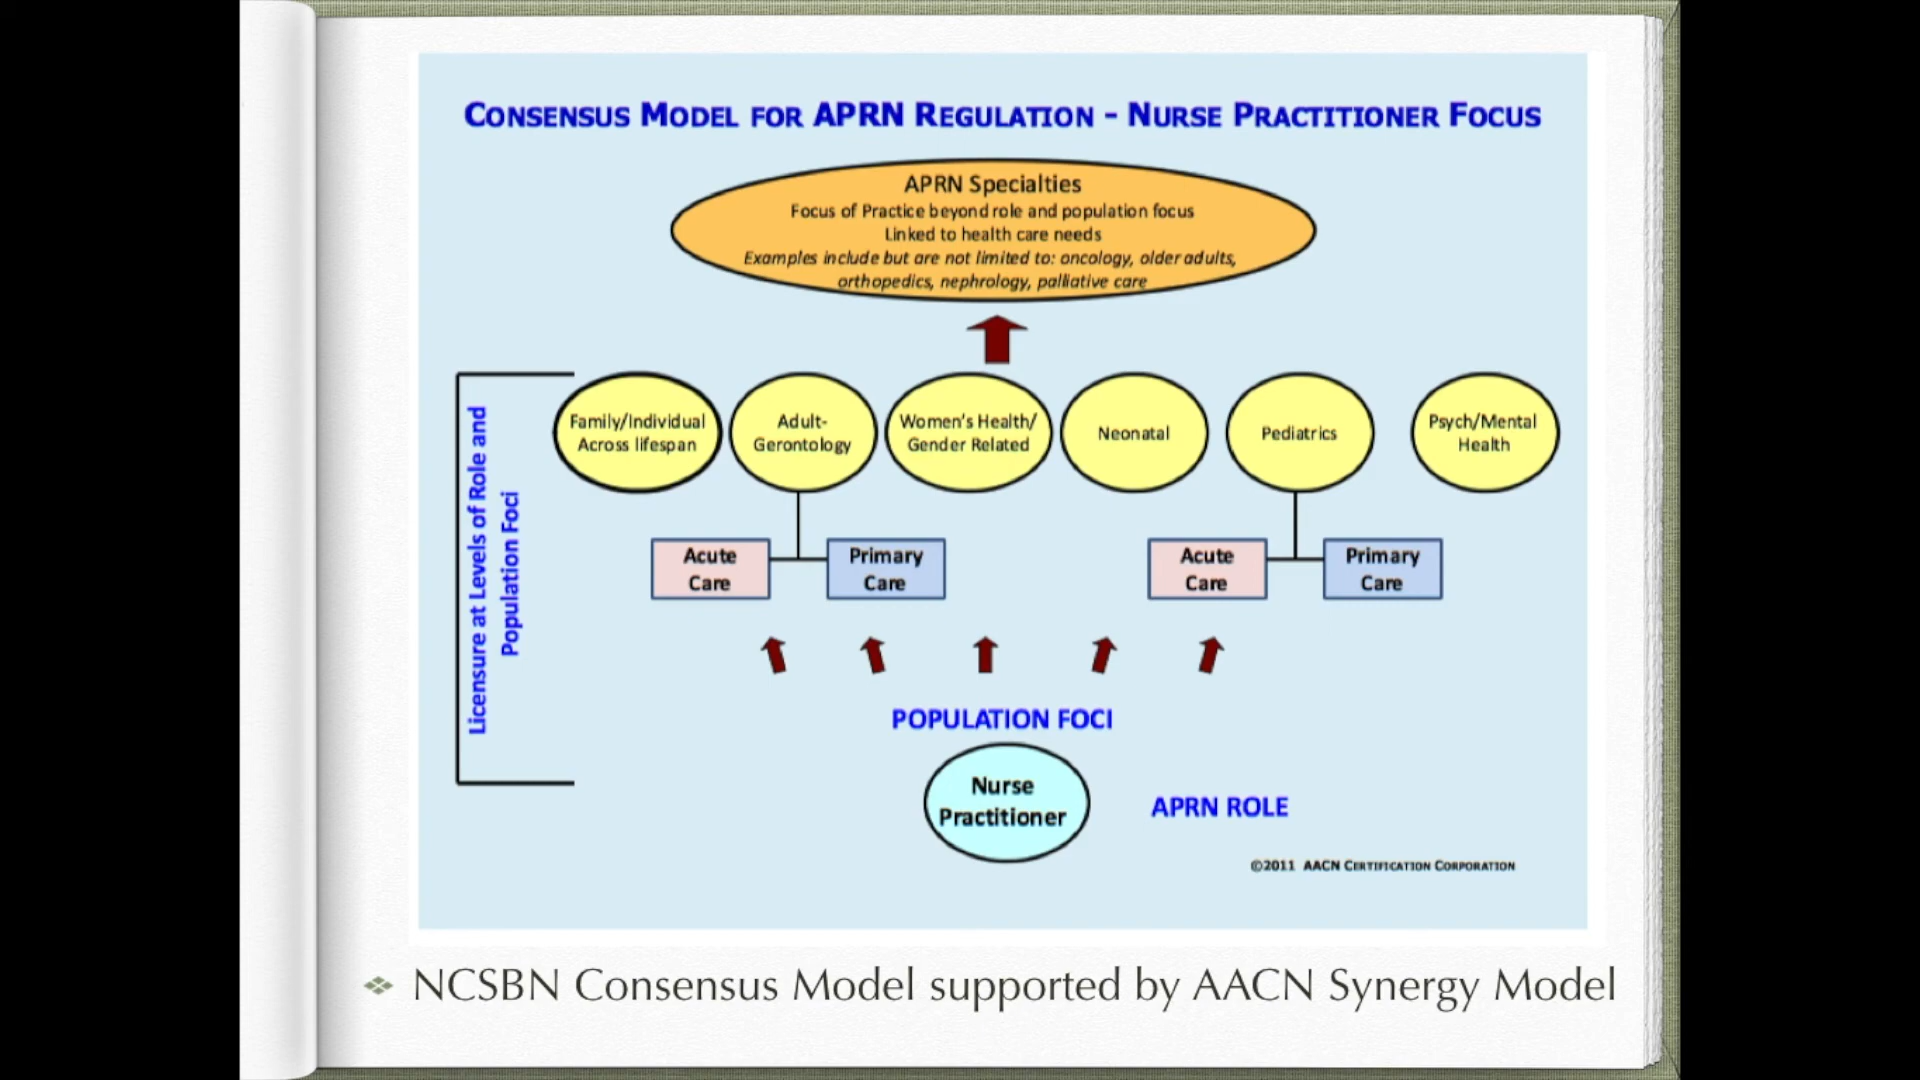 CONSENSUS MODEL FOR APRN REGULATION - NURSE PRACTITIONER FOCUS
APRN Specialties
Focus of Practice beyond role and population focus
Linked to health care needs
Examples include but are not limited to: oncology, older adults,
orthopedics, nephrology, palliative care
Licensure at Levels of Role and
Population Foci
Family/Individual
Across lifespan
Adult-
Gerontology
Women's Health/
Gender Related
Neonatal
Pediatrics
Psych/Mental
Health
Acute
Care
Primary
Care
Acute
Care
Primary
Care
POPULATION FOCI
Nurse
Practitioner
APRN ROLE
©2011 AACN CERTIFICATION CORPORATION
NCSBN Consensus Model supported by AACN Synergy Model